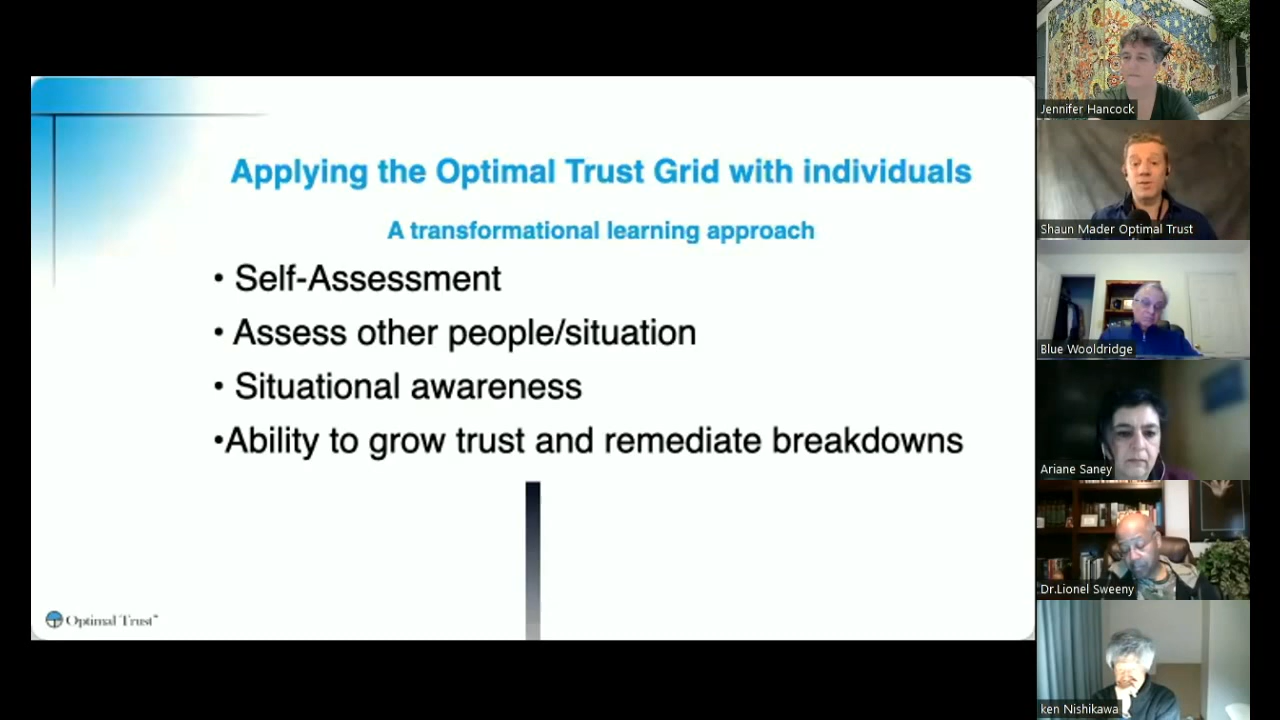 Applying the Optimal Trust Grid with individuals
A transformational learning approach
• Self-Assessment
• Assess other people/situation
• Situational awareness
•Ability to grow trust and remediate breakdowns
Optimal Trust™
Jennifer Hancock
Shaun Mader Optimal Trust
Blue Wooldridge
Ariane Saney
Dr.Lionel Sweeny
ken Nishikawa